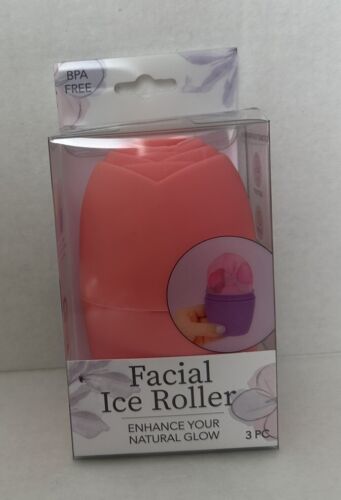 BPA
FREE
Facial
Ice Roller
ENHANCE YOUR
NATURAL GLOW
3 PC